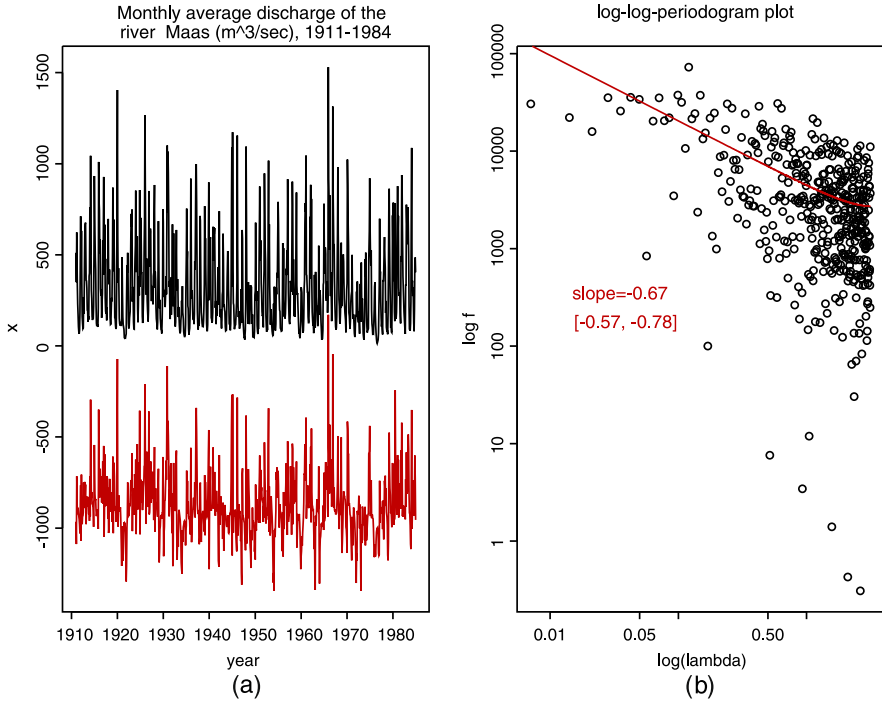 Monthly average discharge of the
river Maas (m^3/sec), 1911-1984
x
1500
1000
500
0
-500
-1000
1910 1920 1930 1940 1950 1960 1970 1980
year
(a)
log-log-periodogram plot
log f
100000
10000
1000
100
10
1
slope=-0.67
[-0.57, -0.78]
0.01 0.05 0.50
log(lambda)
(b)